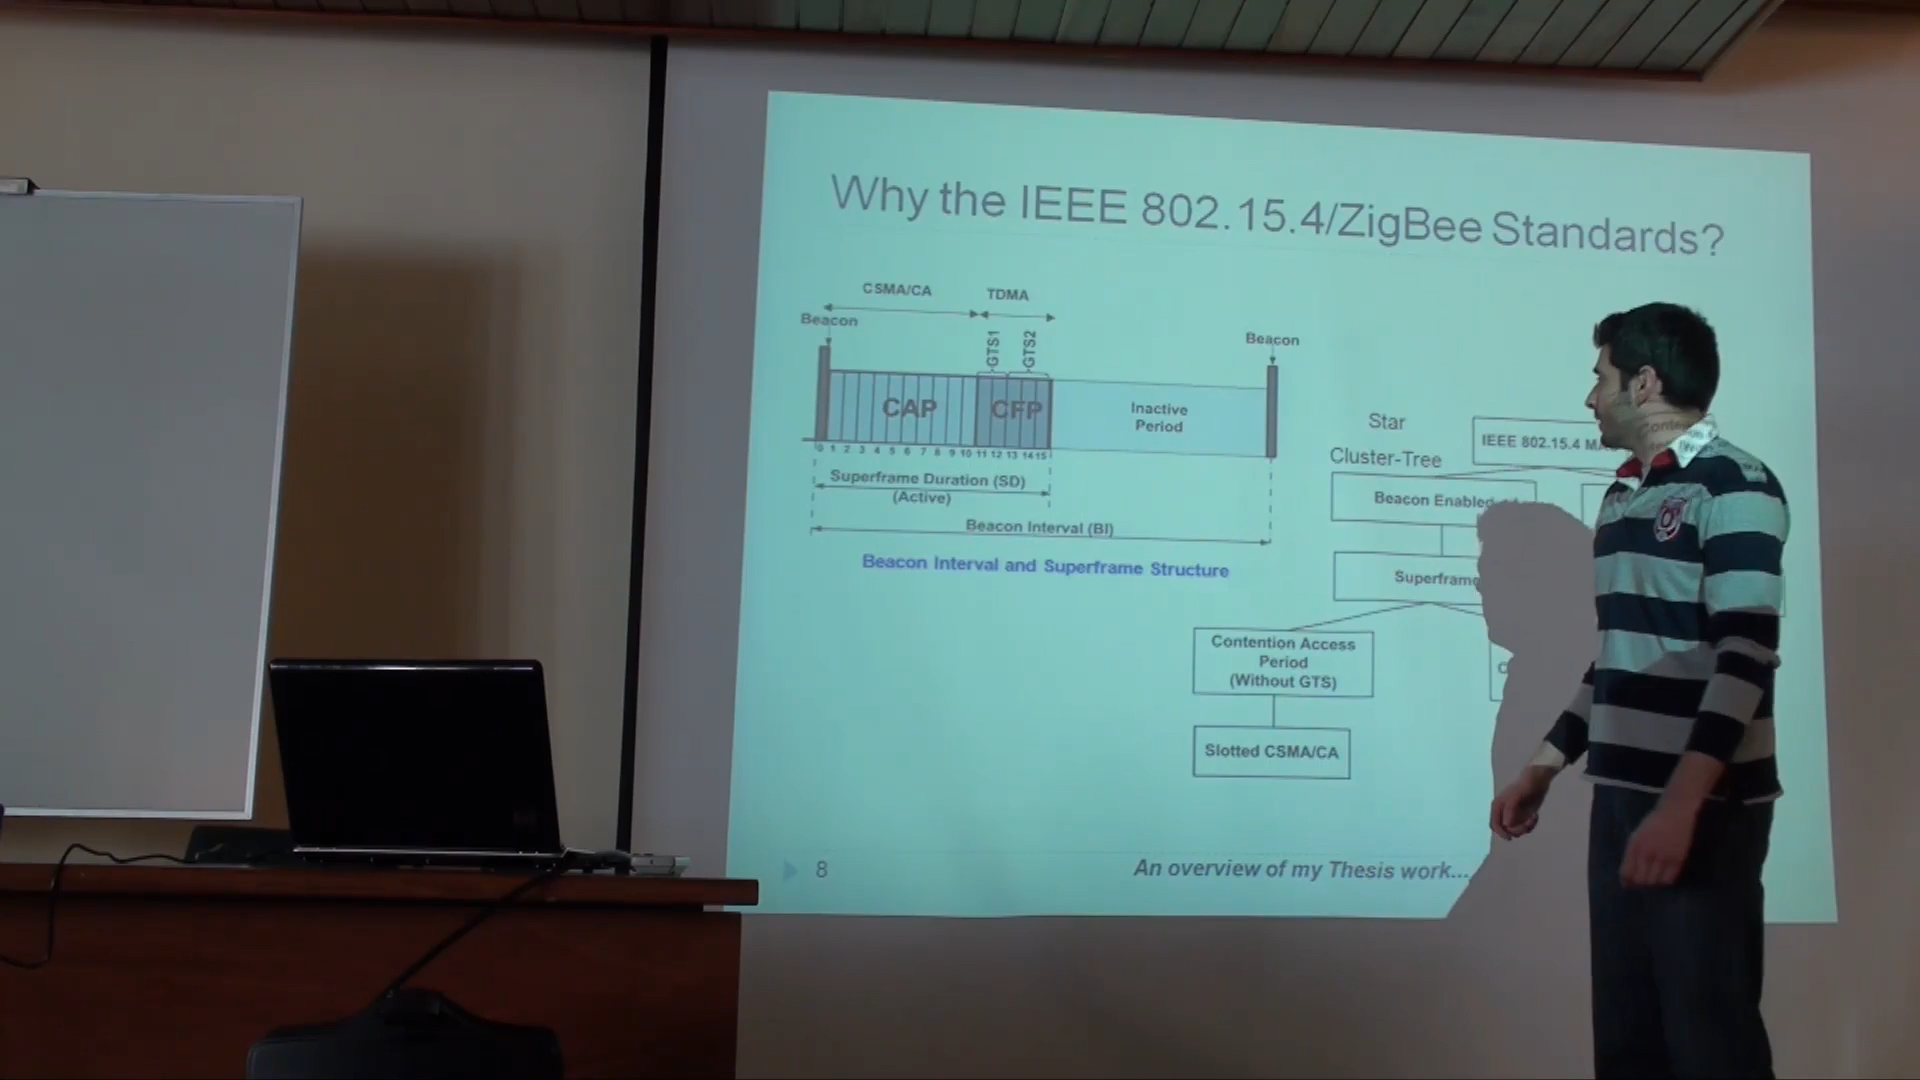 Why the IEEE 802.15.4/ZigBee Standards?
CSMA/CA
TDMA
Beacon
GTS1
GTS2
Beacon
CAP
CFP
Inactive
Period
0 1 2 3 4 5 6 7 8 9 10 11 12 13 14 15
Superframe Duration (SD)
(Active)
Beacon Interval (BI)
Beacon Interval and Superframe Structure
Star
Cluster-Tree
IEEE 802.15.4
Beacon Enabled
Superframe
Contention Access
Period
(Without GTS)
Slotted CSMA/CA
8
An overview of my Thesis work...